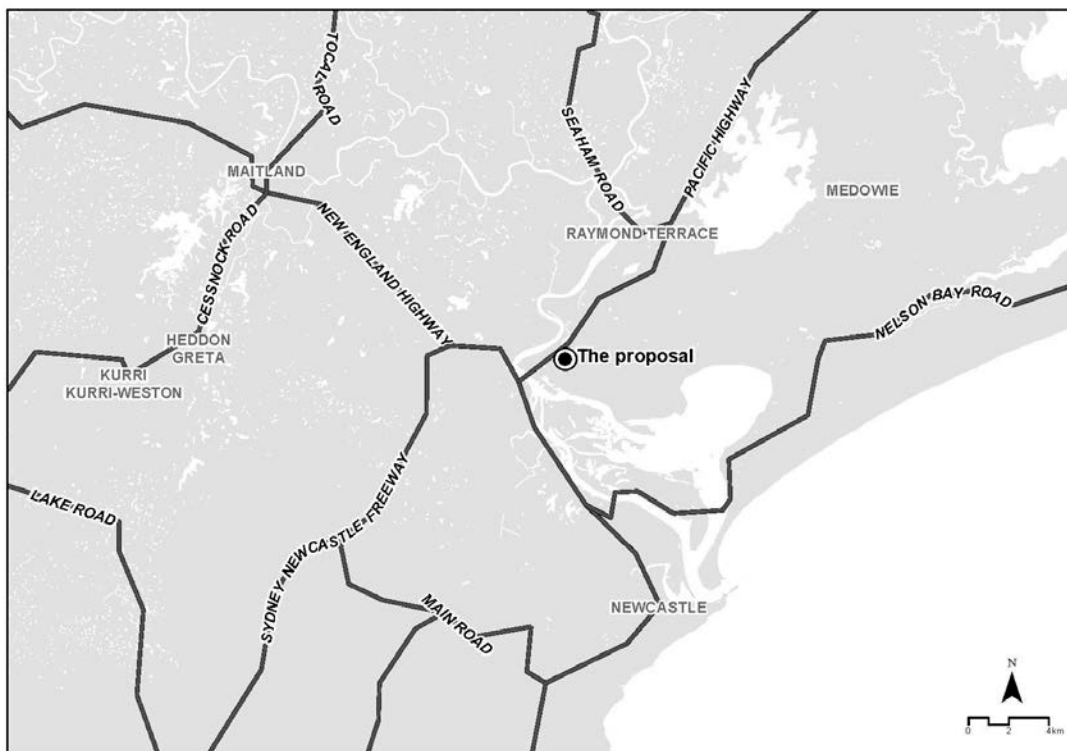 TOCAL ROAD
SEAHAM ROAD
PACIFIC HIGHWAY
MAITLAND
MEDOWIE
NEW ENGLAND HIGHWAY
CESSNOCK ROAD
RAYMOND TERRACE
NELSON BAY ROAD
HEDDON
GRETA
The proposal
KURRI
KURRI-WESTON
LAKE ROAD
SYDNEY-NEWCASTLE FREEWAY
MAIN ROAD
NEWCASTLE
N
0 2 4km